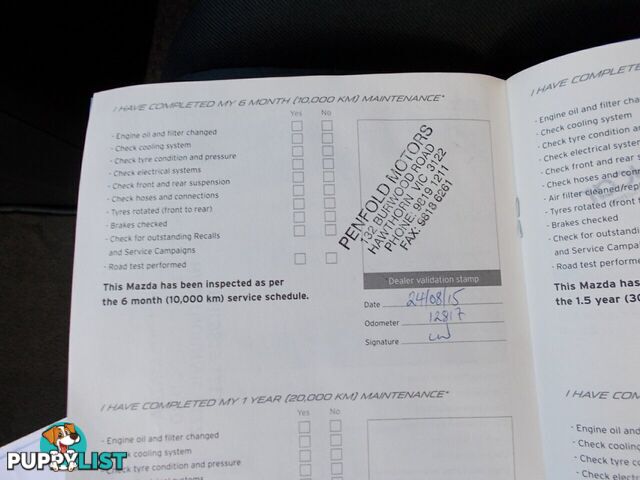 I HAVE COMPLETED MY 6 MONTH (10,000 KM) MAINTENANCE*
Yes No
- Engine oil and filter changed
- Check cooling system
- Check tyre condition and pressure
- Check electrical systems
- Check front and rear suspension
- Check hoses and connections
- Tyres rotated (front to rear)
- Brakes checked
- Check for outstanding Recalls
and Service Campaigns
- Road test performed
This Mazda has been inspected as per
the 6 month (10,000 km) service schedule.
PENFOLD MOTORS
132 BURWOOD ROAD
HAWTHORN, VIC 3122
PHONE: 9819 1211
FAX: 9818 6261
Dealer validation stamp
Date 24/08/15
Odometer 12817
Signature
I HAVE COMPLETED MY 1 YEAR (20,000 KM) MAINTENANCE*
Yes No
- Engine oil and filter changed
cooling system
- Check tyre condition and pressure
I HAVE COMPLETE
- Engine oil and filter cha
- Check cooling system
- Check tyre condition an
- Check electrical system
- Check front and rear s
- Check hoses and conn
- Air filter cleaned/rep
- Tyres rotated (front t
- Brakes checked
- Check for outstandi
and Service Campai
- Road test performe
This Mazda has
the 1.5 year (30
I HAVE COM
- Engine oil and
- Check cooling
- Check tyre co
- Check electr
PUPPYLIST